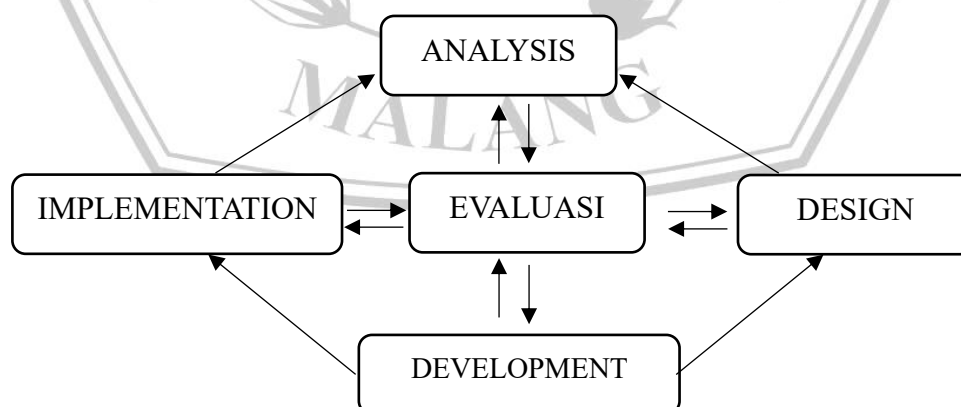 ANALYSIS
MALANG
IMPLEMENTATION
EVALUASI
DESIGN
DEVELOPMENT